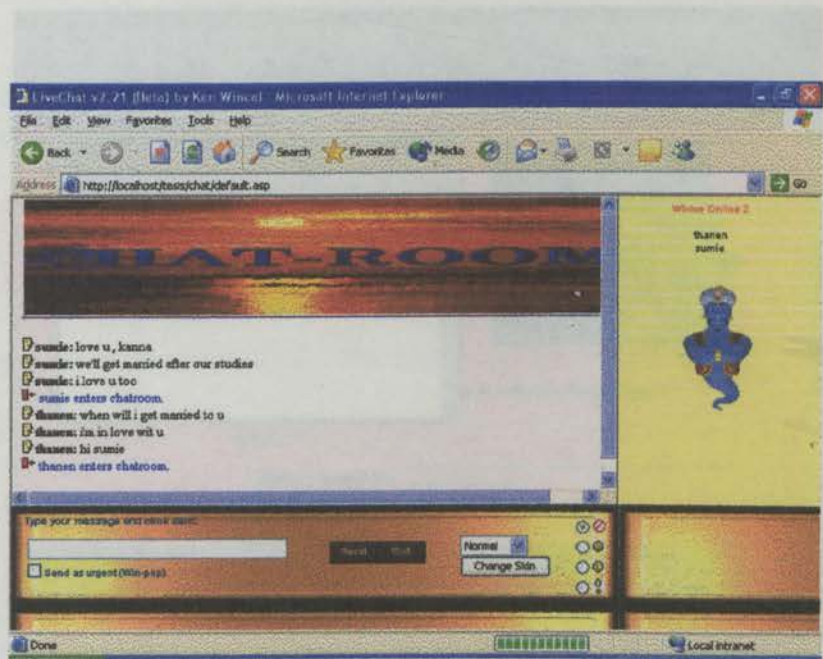 LiveChat v2.21 (Beta) by Ken Wincel - Microsoft Internet Explorer
File Edit View Favorites Tools Help
Back Search Favorites Media
Address http://localhost/tesis/chat/default.asp Go
CHAT-ROOM
Whose Online 2
thanen
sumie
sumie: love u, kanna
sumie: we'll get married after our studies
sumie: i love u too
sumie enters chatroom.
thanen: when will i get married to u
thanen: i'm in love wit u
thanen: hi sumie
thanen enters chatroom.
Type your message and click send:
Send
Normal
Send as urgent (Win-pop)
Change Skin
Done Local intranet